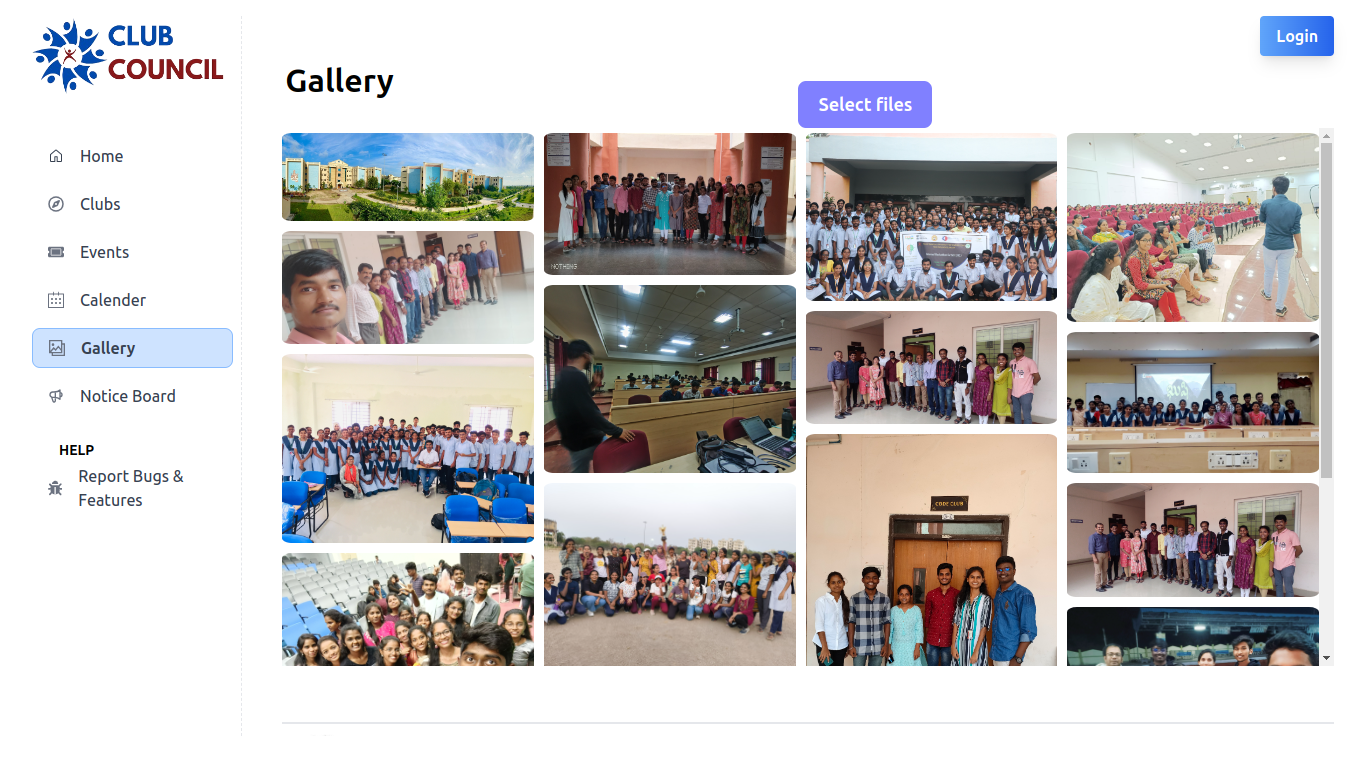 CLUB
COUNCIL
Login
Gallery
Select files
Home
Clubs
Events
Calender
Gallery
Notice Board
HELP
Report Bugs &
Features
NOTHING
CODE CLUB